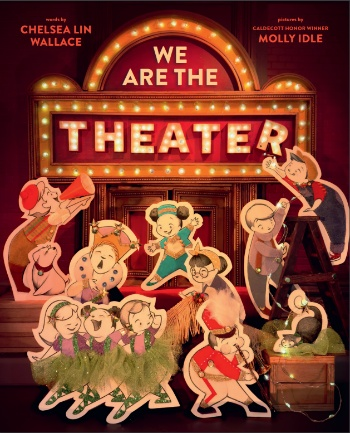 words by
CHELSEA LIN
WALLACE
pictures by
CALDECOTT HONOR WINNER
MOLLY IDLE
WE
ARE THE
THEATER